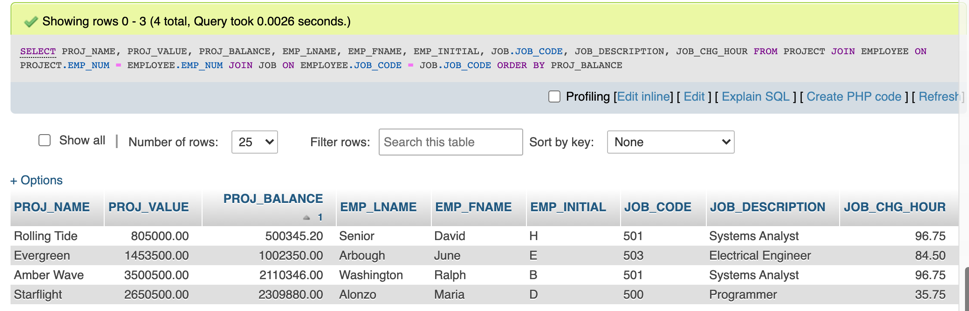 Showing rows 0 - 3 (4 total, Query took 0.0026 seconds.)
SELECT PROJ_NAME, PROJ_VALUE, PROJ_BALANCE, EMP_LNAME, EMP_FNAME, EMP_INITIAL, JOB.JOB_CODE, JOB_DESCRIPTION, JOB_CHG_HOUR FROM PROJECT JOIN EMPLOYEE ON
PROJECT.EMP_NUM = EMPLOYEE.EMP_NUM JOIN JOB ON EMPLOYEE.JOB_CODE = JOB.JOB_CODE ORDER BY PROJ_BALANCE
Profiling [Edit inline] [ Edit ] [ Explain SQL ] [ Create PHP code ] [ Refresh ]
Show all | Number of rows: 25 Filter rows: Search this table Sort by key: None
+ Options
PROJ_NAME PROJ_VALUE PROJ_BALANCE 1 EMP_LNAME EMP_FNAME EMP_INITIAL JOB_CODE JOB_DESCRIPTION JOB_CHG_HOUR
Rolling Tide 805000.00 500345.20 Senior David H 501 Systems Analyst 96.75
Evergreen 1453500.00 1002350.00 Arbough June E 503 Electrical Engineer 84.50
Amber Wave 3500500.00 2110346.00 Washington Ralph B 501 Systems Analyst 96.75
Starflight 2650500.00 2309880.00 Alonzo Maria D 500 Programmer 35.75